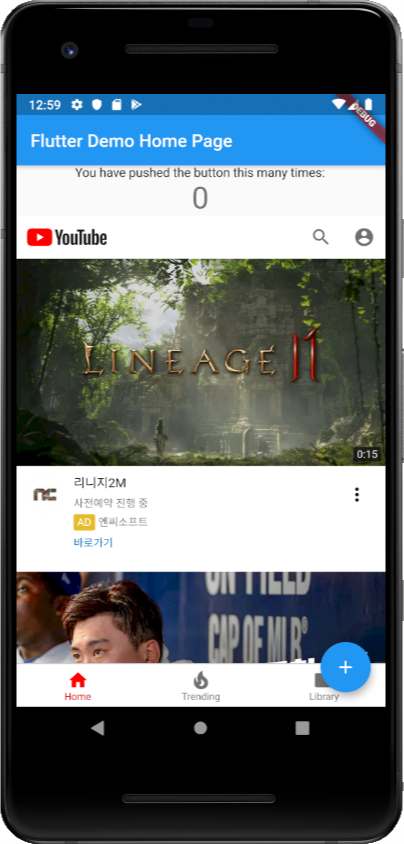 12:59
DEBUG
Flutter Demo Home Page
You have pushed the button this many times:
0
YouTube
LINEAGE II
0:15
nc
리니지2M
사전예약 진행 중
AD 엔씨소프트
바로가기
ON FIELD
CAP OF MLB
Home
Trending
Library